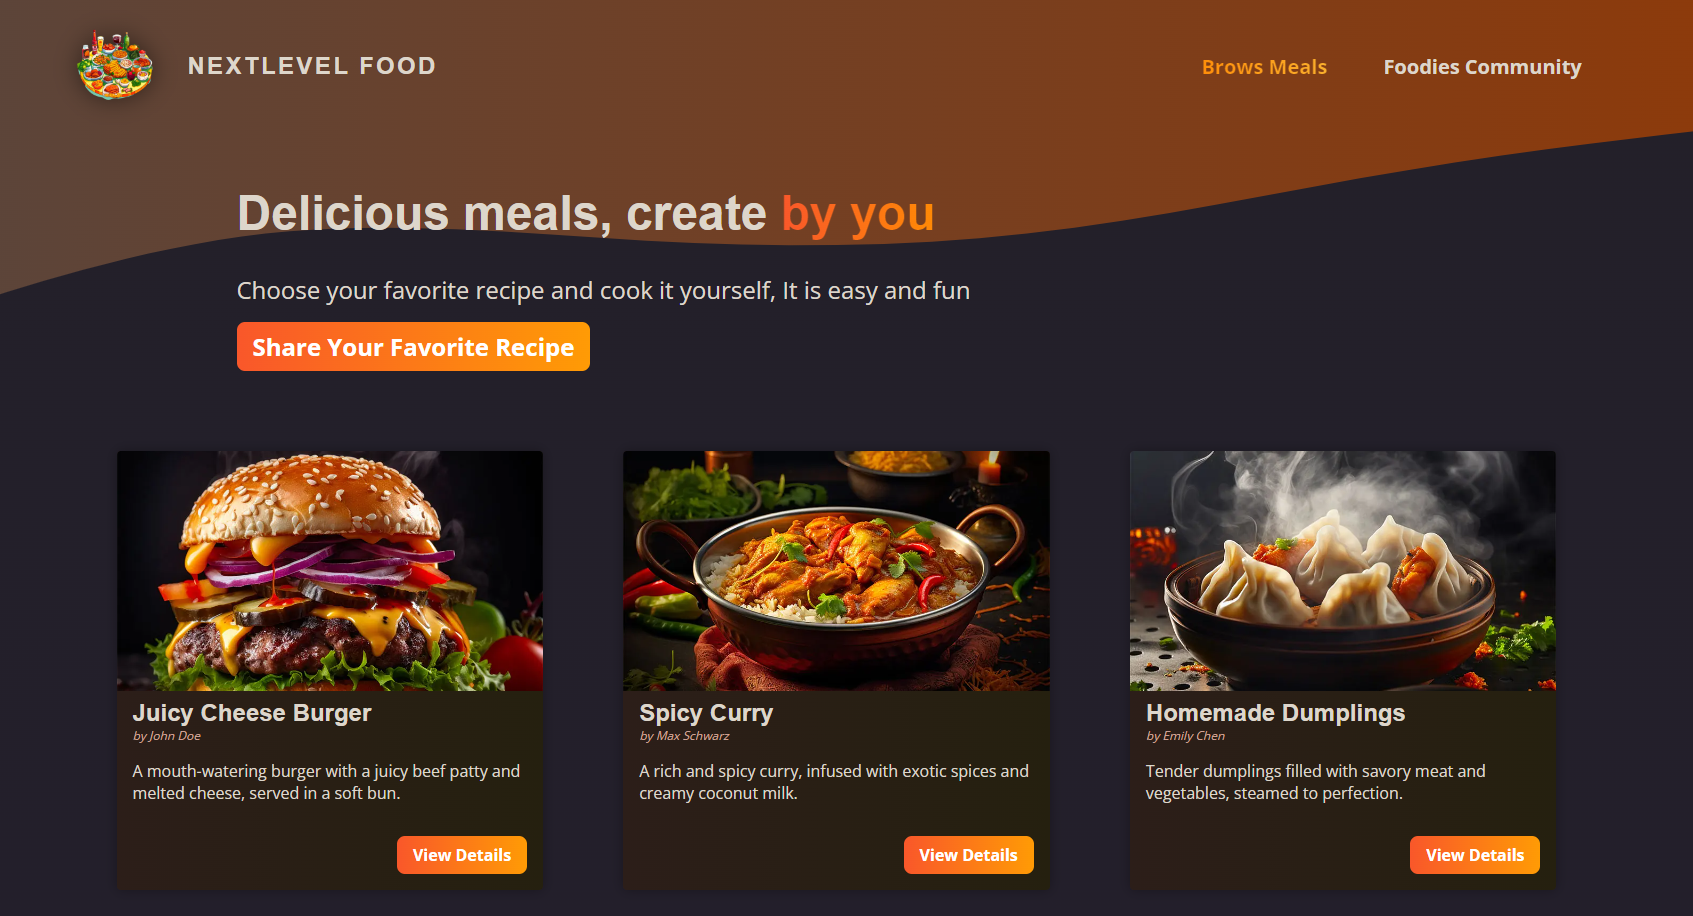 NEXTLEVEL FOOD
Brows Meals
Foodies Community
Delicious meals, create by you
Choose your favorite recipe and cook it yourself, It is easy and fun
Share Your Favorite Recipe
Juicy Cheese Burger
by John Doe
A mouth-watering burger with a juicy beef patty and
melted cheese, served in a soft bun.
View Details
Spicy Curry
by Max Schwarz
A rich and spicy curry, infused with exotic spices and
creamy coconut milk.
View Details
Homemade Dumplings
by Emily Chen
Tender dumplings filled with savory meat and
vegetables, steamed to perfection.
View Details